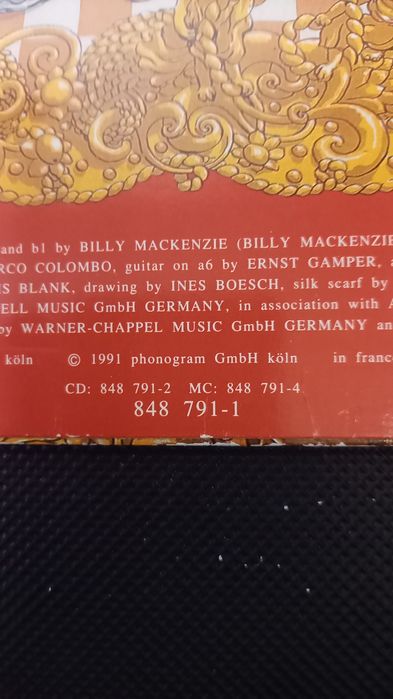 and b1 by BILLY MACKENZIE (BILLY MACKENZIE
RCO COLOMBO, guitar on a6 by ERNST GAMPER, a
IS BLANK, drawing by INES BOESCH, silk scarf by
ELL MUSIC GmbH GERMANY, in association with A
by WARNER-CHAPPEL MUSIC GmbH GERMANY an
köln © 1991 phonogram GmbH köln in france
CD: 848 791-2 MC: 848 791-4
848 791-1